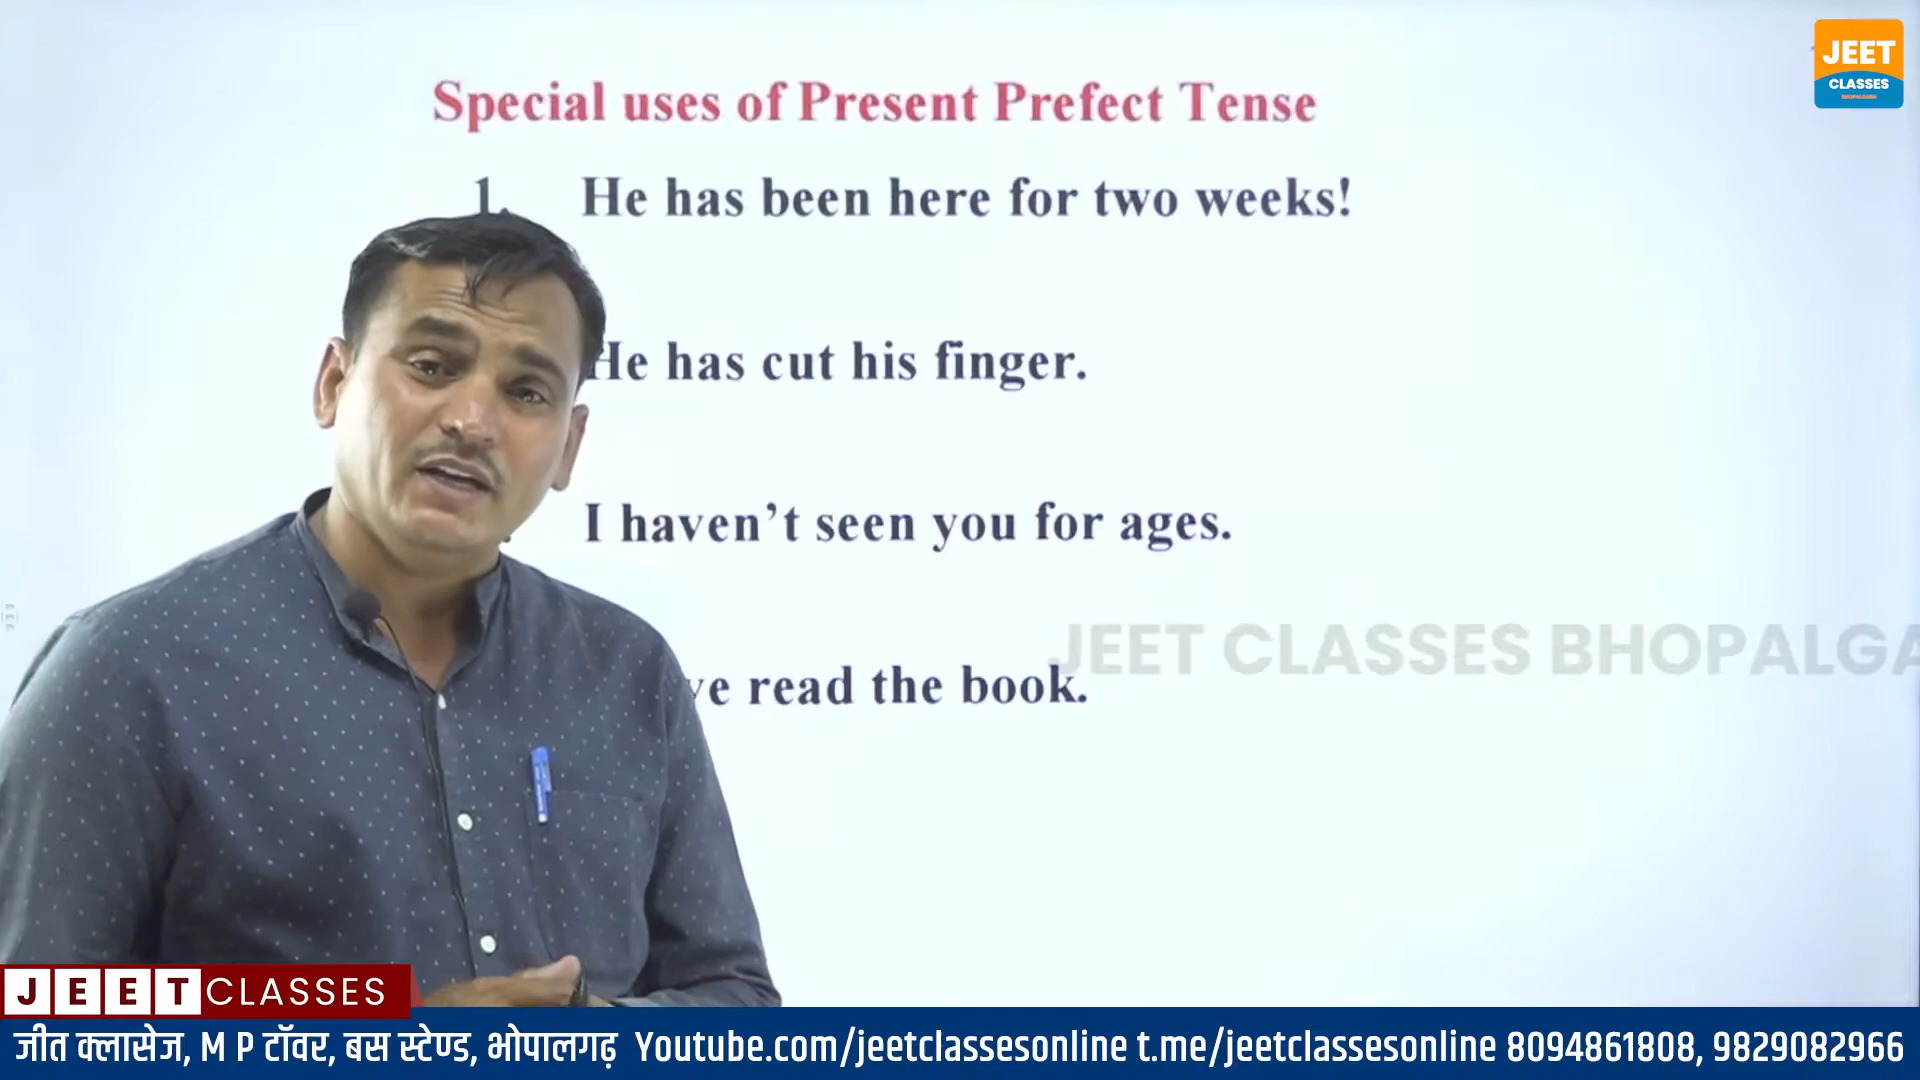 JEET
CLASSES
Special uses of Present Prefect Tense
1. He has been here for two weeks!
He has cut his finger.
I haven’t seen you for ages.
read the book.
JEET CLASSES
JEET CLASSES
जीत क्लासेज, M P टॉवर, बस स्टेण्ड, भोपालगढ़ Youtube.com/jeetclassesonline t.me/jeetclassesonline 8094861808, 9829082966